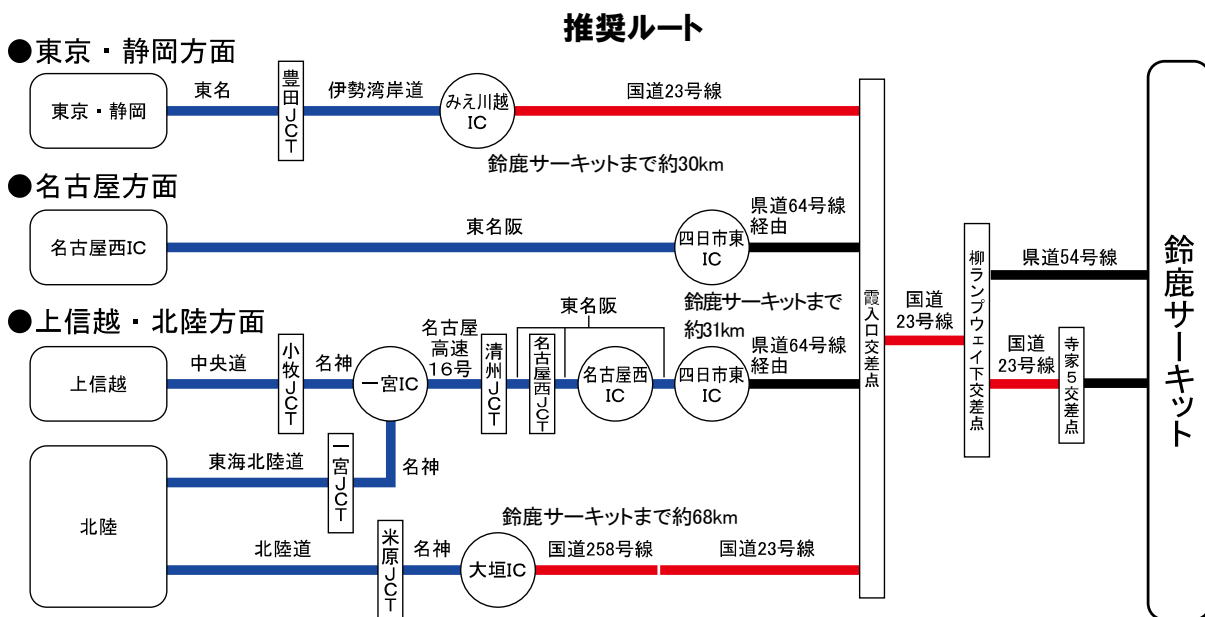 推奨ルート
●東京・静岡方面
東京・静岡
東名
豊田JCT
伊勢湾岸道
みえ川越
IC
国道23号線
鈴鹿サーキットまで約30km
●名古屋方面
名古屋西IC
東名阪
四日市東
IC
県道64号線
経由
鈴鹿サーキットまで
約31km
●上信越・北陸方面
上信越
中央道
小牧JCT
名神
一宮IC
名古屋
高速
16号
清州JCT
東名阪
名古屋西JCT
名古屋西
IC
四日市東
IC
県道64号線
経由
北陸
東海北陸道
一宮JCT
名神
北陸道
米原JCT
名神
大垣IC
鈴鹿サーキットまで約68km
国道258号線
国道23号線
霞入口交差点
国道
23号線
柳ランプウェイ下交差点
県道54号線
国道
23号線
寺家5交差点
鈴鹿サーキット